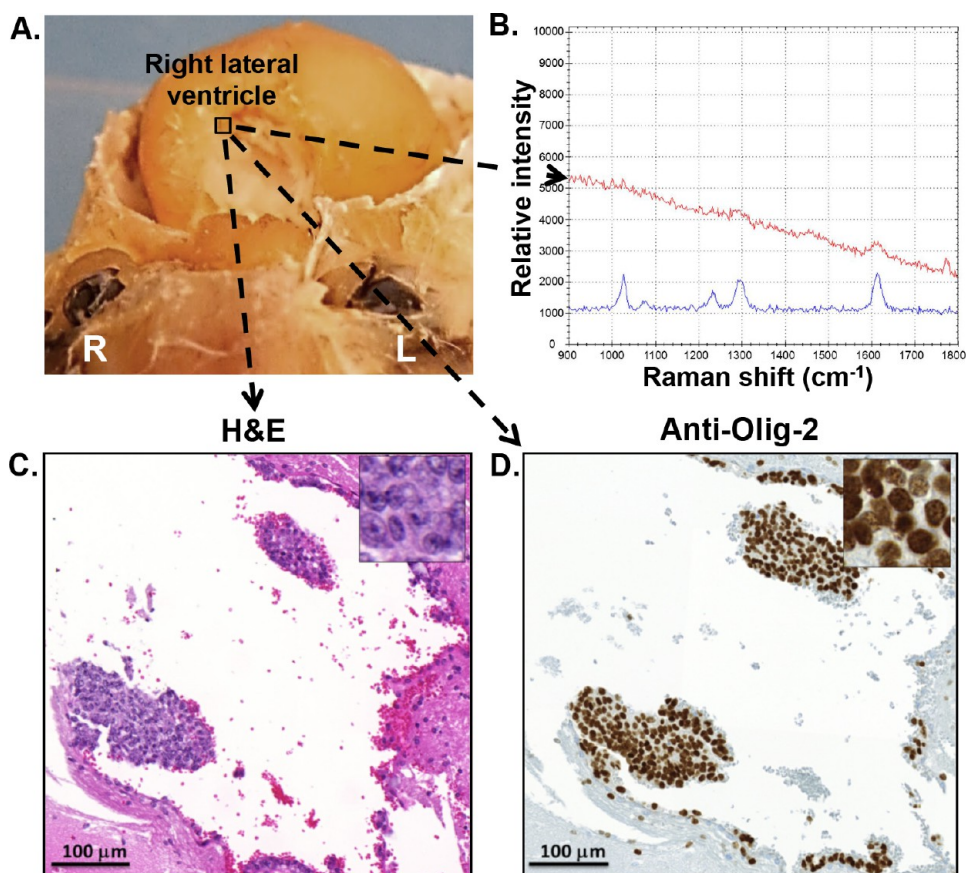 A.
Right lateral
ventricle
R
L
B.
Relative intensity
10000
9000
8000
7000
6000
5000
4000
3000
2000
1000
0
900
1000
1100
1200
1300
1400
1500
1600
1700
1800
Raman shift (cm⁻¹)
H&E
C.
100 μm
Anti-Olig-2
D.
100 μm